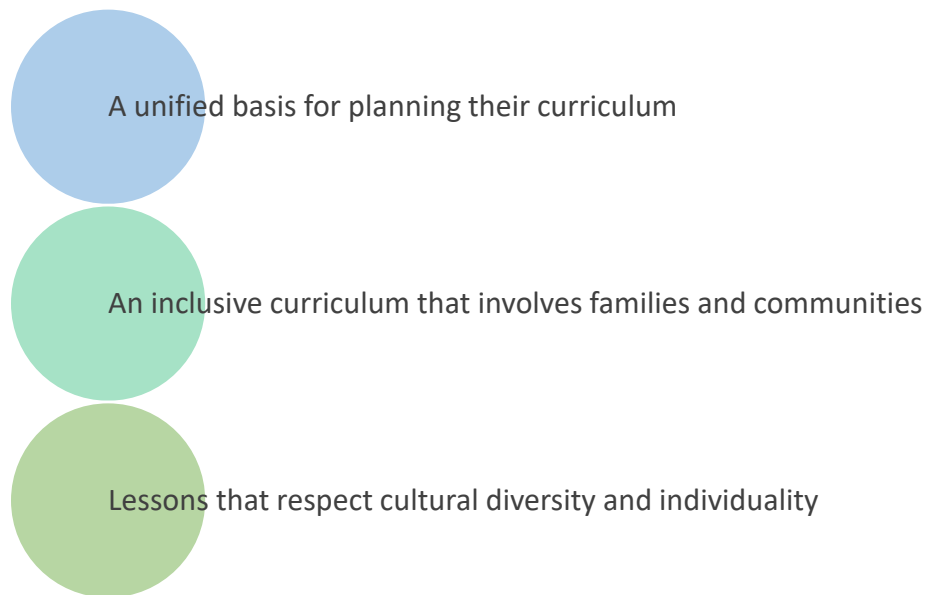 A unified basis for planning their curriculum
An inclusive curriculum that involves families and communities
Lessons that respect cultural diversity and individuality